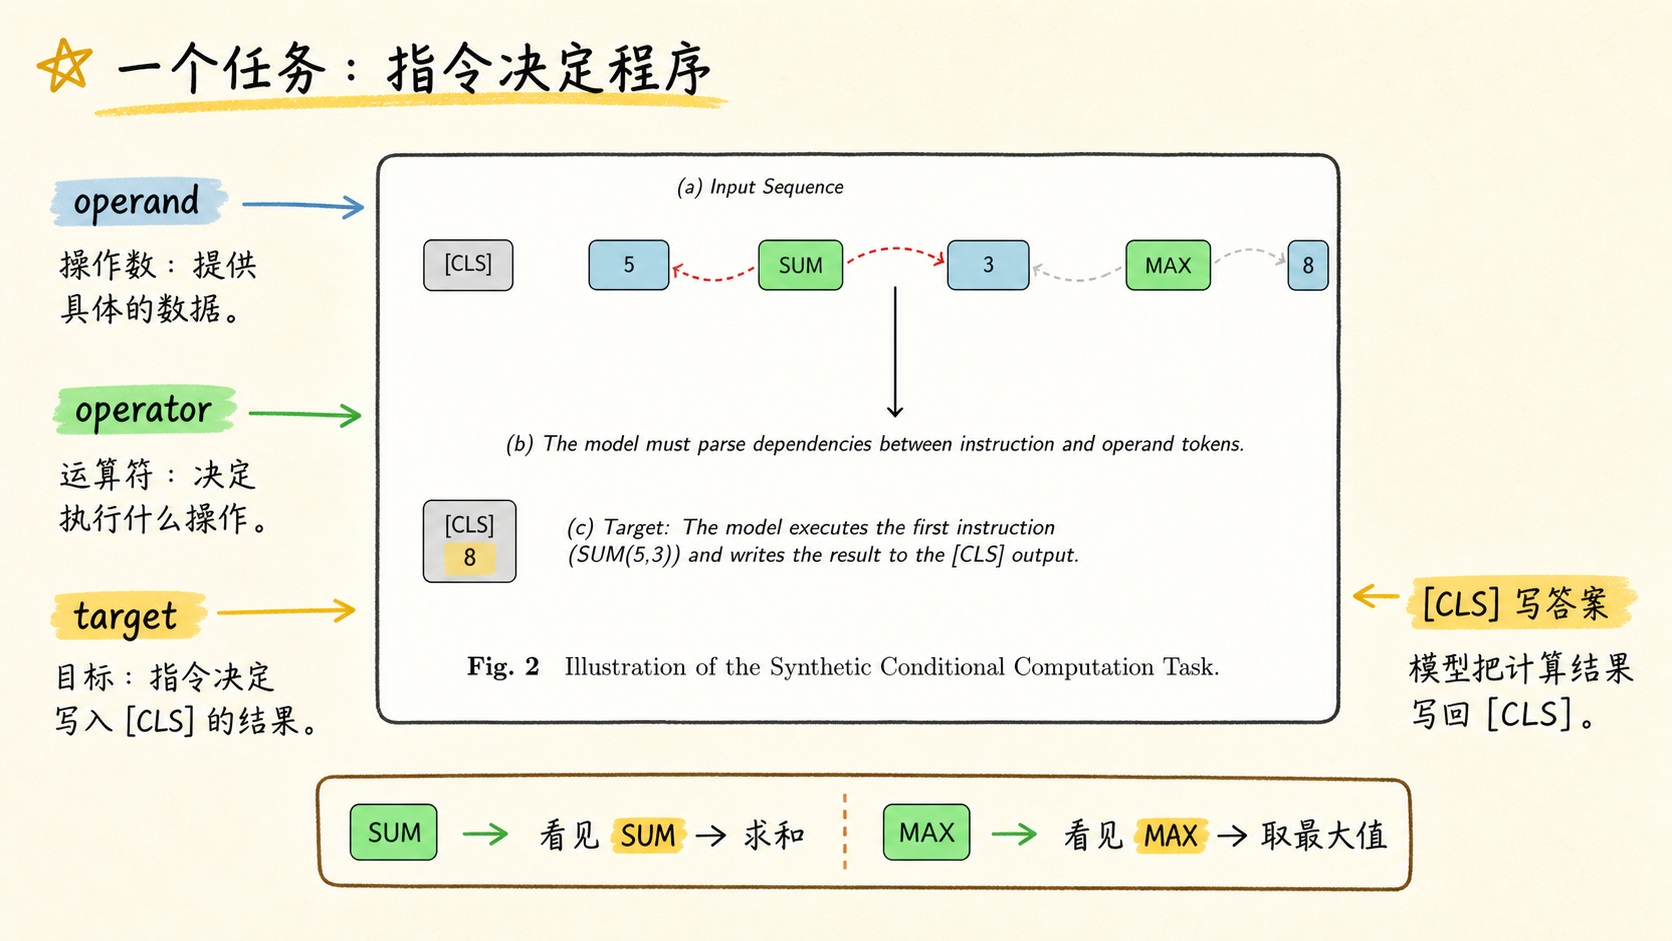 一个任务：指令决定程序
operand
操作数：提供
具体的数据。
operator
运算符：决定
执行什么操作。
target
目标：指令决定
写入 [CLS] 的结果。
(a) Input Sequence
[CLS] 5 SUM 3 MAX 8
(b) The model must parse dependencies between instruction and operand tokens.
[CLS]
8
(c) Target: The model executes the first instruction
(SUM(5,3)) and writes the result to the [CLS] output.
Fig. 2 Illustration of the Synthetic Conditional Computation Task.
[CLS] 写答案
模型把计算结果
写回 [CLS]。
SUM → 看见 SUM → 求和
MAX → 看见 MAX → 取最大值